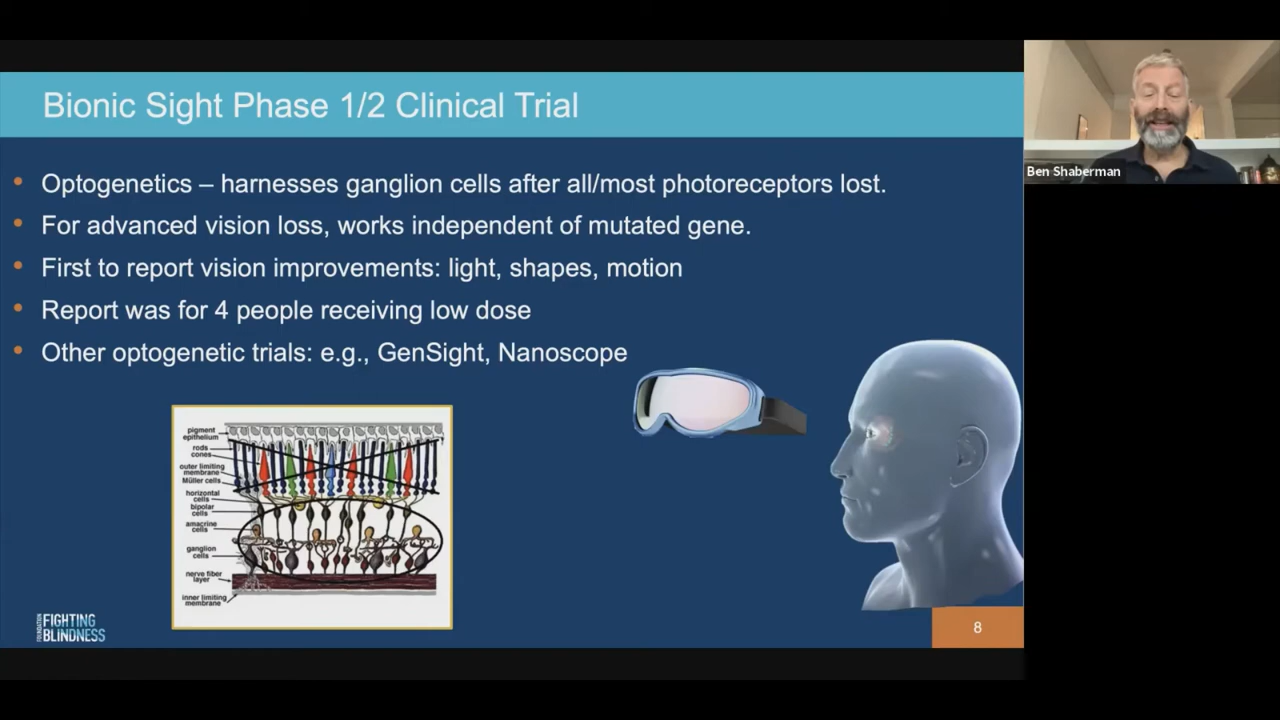 Bionic Sight Phase 1/2 Clinical Trial
Ben Shaberman
• Optogenetics – harnesses ganglion cells after all/most photoreceptors lost.
• For advanced vision loss, works independent of mutated gene.
• First to report vision improvements: light, shapes, motion
• Report was for 4 people receiving low dose
• Other optogenetic trials: e.g., GenSight, Nanoscope
pigment
epithelium
rods
cones
outer limiting
membrane
Müller cells
horizontal
cells
bipolar
cells
amacrine
cells
ganglion
cells
nerve fiber
layer
inner limiting
membrane
FOUNDATION
FIGHTING
BLINDNESS
8